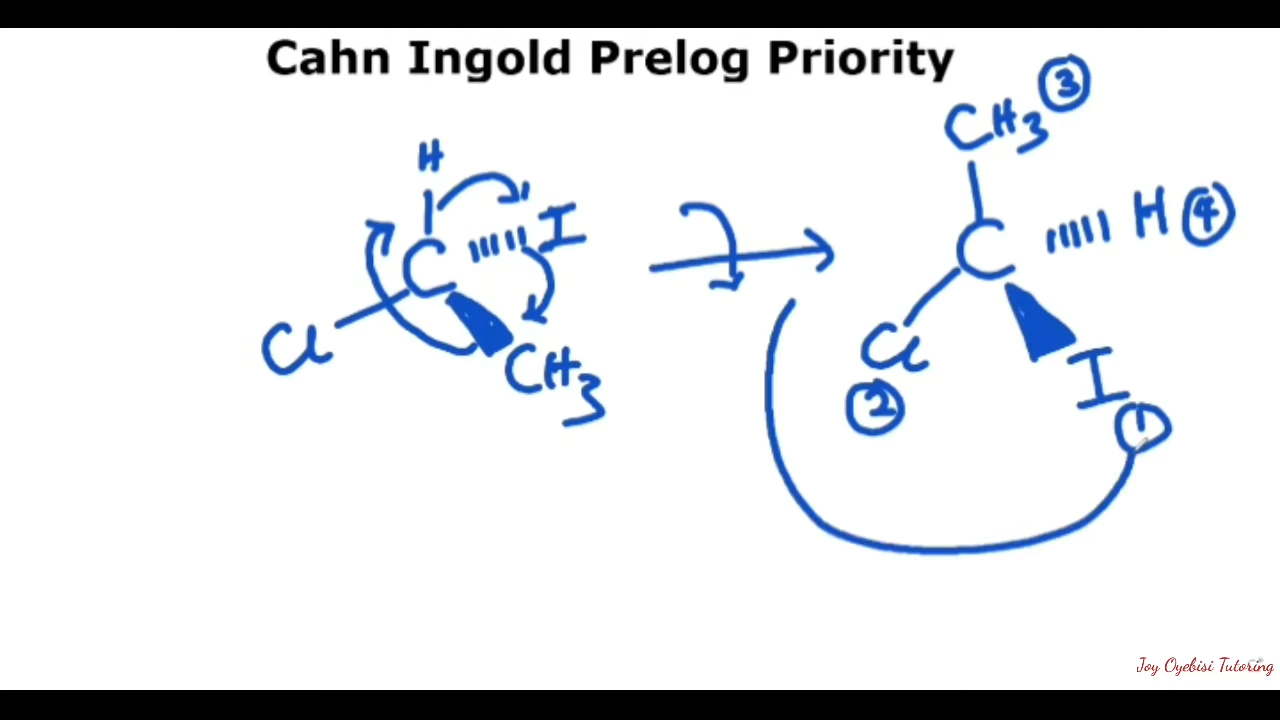 Cahn Ingold Prelog Priority
H
C
I
Cl
CH3
CH3 3
C
H 4
Cl
2
I
1
Joy Oyebisi Tutoring